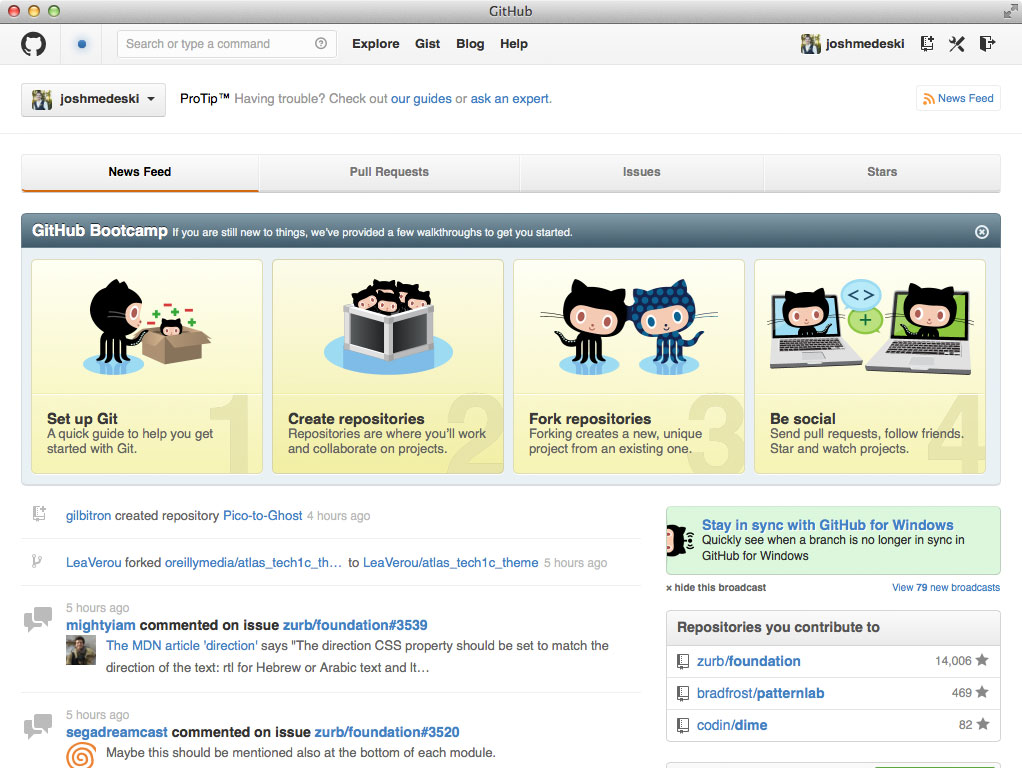 GitHub
Search or type a command
Explore Gist Blog Help
joshmedeski
joshmedeski
ProTip™ Having trouble? Check out our guides or ask an expert.
News Feed
News Feed
Pull Requests
Issues
Stars
GitHub Bootcamp If you are still new to things, we've provided a few walkthroughs to get you started.
1
Set up Git
A quick guide to help you get
started with Git.
2
Create repositories
Repositories are where you'll work
and collaborate on projects.
3
Fork repositories
Forking creates a new, unique
project from an existing one.
4
Be social
Send pull requests, follow friends.
Star and watch projects.
gilbitron created repository Pico-to-Ghost 4 hours ago
LeaVerou forked oreillymedia/atlas_tech1c_th... to LeaVerou/atlas_tech1c_theme 5 hours ago
5 hours ago
mightyiam commented on issue zurb/foundation#3539
The MDN article 'direction' says "The direction CSS property should be set to match the
direction of the text: rtl for Hebrew or Arabic text and lt...
5 hours ago
segadreamcast commented on issue zurb/foundation#3520
Maybe this should be mentioned also at the bottom of each module.
Stay in sync with GitHub for Windows
Quickly see when a branch is no longer in sync in
GitHub for Windows
× hide this broadcast
View 79 new broadcasts
Repositories you contribute to
zurb/foundation 14,006
bradfrost/patternlab 469
codin/dime 82